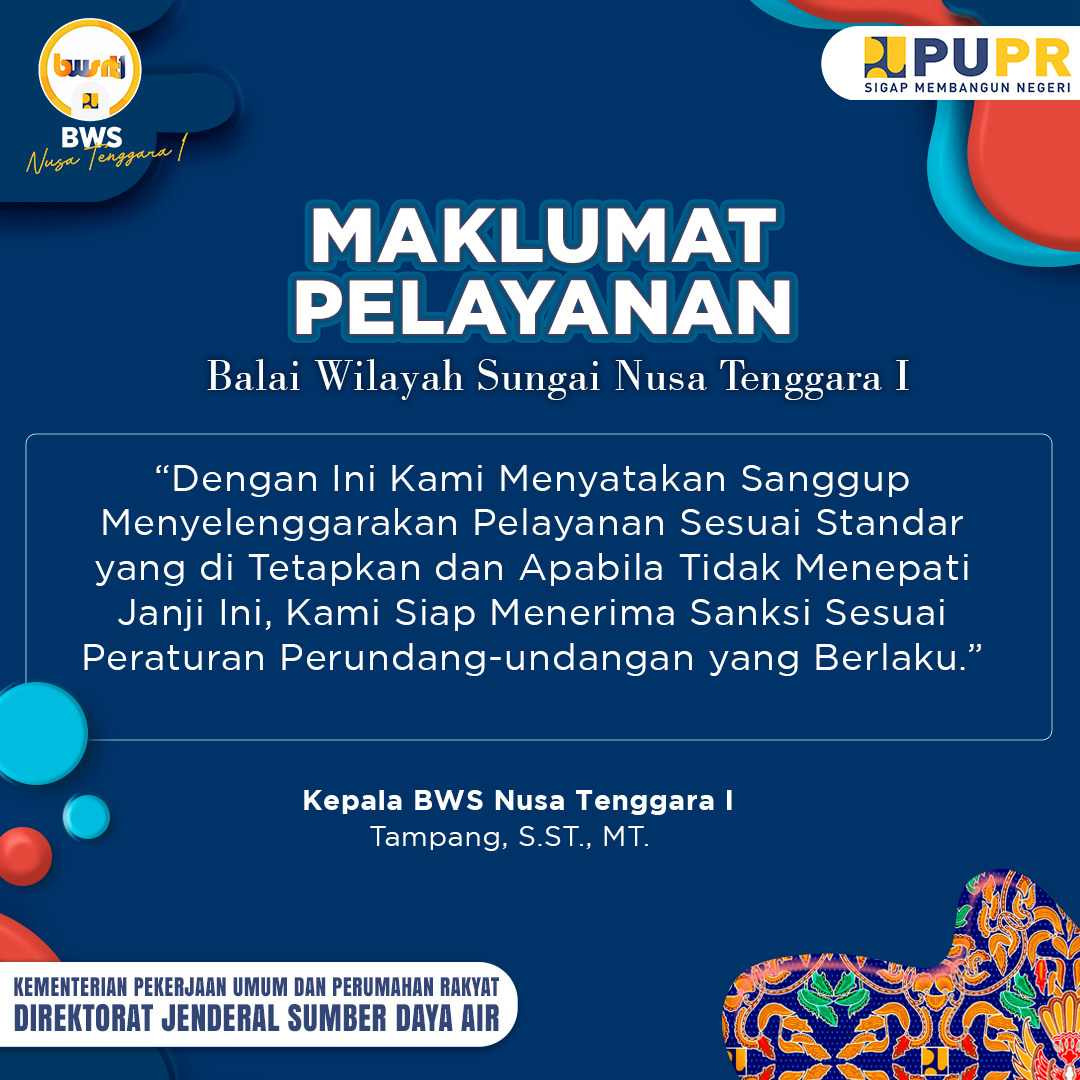 bwsnt1
BWS
Nusa Tenggara 1
PUPR
SIGAP MEMBANGUN NEGERI
MAKLUMAT
PELAYANAN
Balai Wilayah Sungai Nusa Tenggara I
“Dengan Ini Kami Menyatakan Sanggup
Menyelenggarakan Pelayanan Sesuai Standar
yang di Tetapkan dan Apabila Tidak Menepati
Janji Ini, Kami Siap Menerima Sanksi Sesuai
Peraturan Perundang-undangan yang Berlaku.”
Kepala BWS Nusa Tenggara I
Tampang, S.ST., MT.
KEMENTERIAN PEKERJAAN UMUM DAN PERUMAHAN RAKYAT
DIREKTORAT JENDERAL SUMBER DAYA AIR